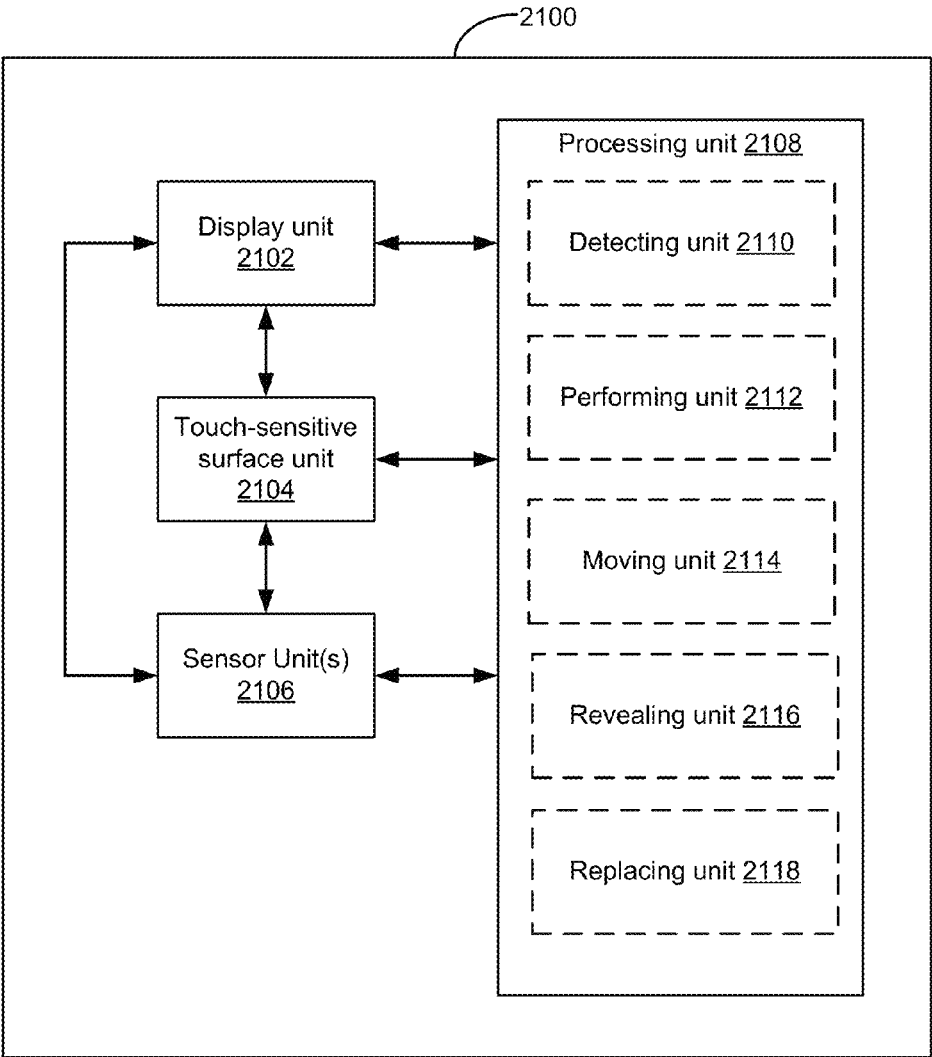 2100
Processing unit 2108
Display unit
2102
Detecting unit 2110
Performing unit 2112
Touch-sensitive
surface unit
2104
Moving unit 2114
Sensor Unit(s)
2106
Revealing unit 2116
Replacing unit 2118